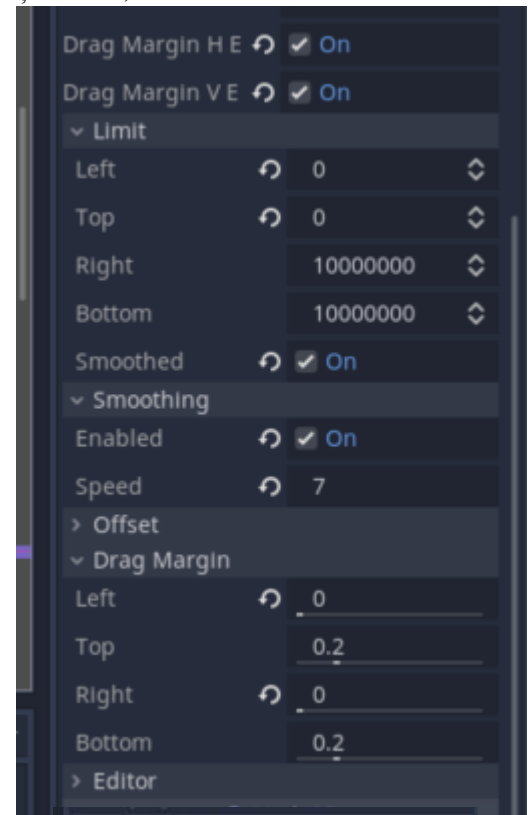 Drag Margin H E On
Drag Margin V E On
Limit
Left 0
Top 0
Right 10000000
Bottom 10000000
Smoothed On
Smoothing
Enabled On
Speed 7
Offset
Drag Margin
Left 0
Top 0.2
Right 0
Bottom 0.2
Editor